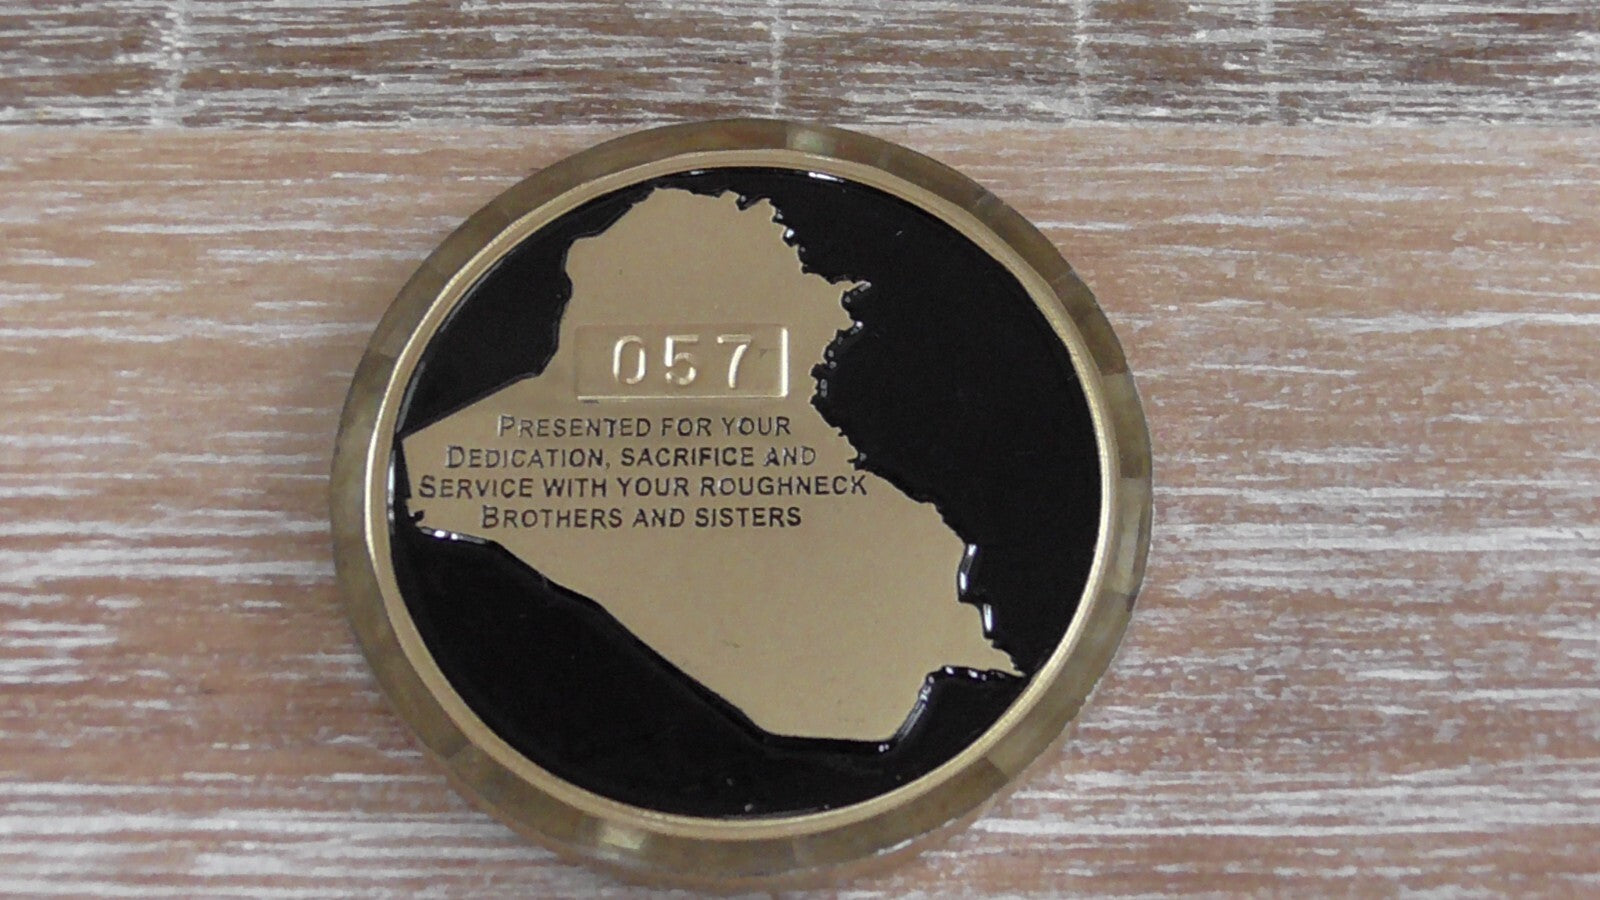 057
PRESENTED FOR YOUR
DEDICATION, SACRIFICE AND
SERVICE WITH YOUR ROUGHNECK
BROTHERS AND SISTERS